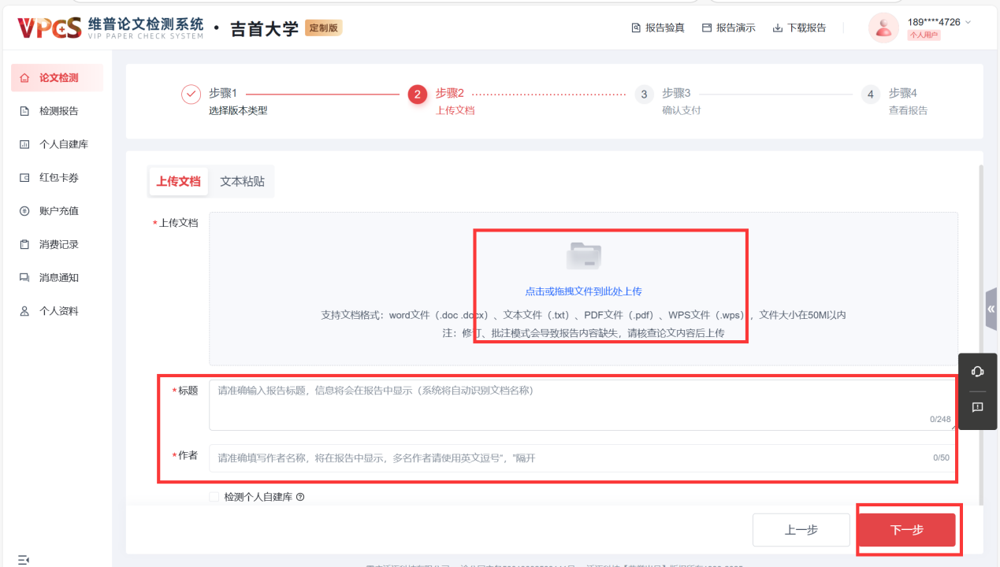 VPCS 维普论文检测系统 · 吉首大学 定制版
VIP PAPER CHECK SYSTEM
报告验真 报告演示 下载报告
189****4726
个人用户
论文检测
检测报告
个人自建库
红包卡券
账户充值
消费记录
消息通知
个人资料
步骤1
选择版本类型
2 步骤2
上传文档
3 步骤3
确认支付
4 步骤4
查看报告
上传文档 文本粘贴
*上传文档
点击或拖拽文件到此处上传
支持文档格式：word文件（.doc .docx）、文本文件（.txt）、PDF文件（.pdf）、WPS文件（.wps），文件大小在50M以内
注：修订、批注模式会导致报告内容缺失，请核查论文内容后上传
*标题 请准确输入报告标题，信息将会在报告中显示（系统将自动识别文档名称）
0/248
*作者 请准确填写作者名称，将在报告中显示，多名作者请使用英文逗号“，”隔开 0/50
检测个人自建库
上一步 下一步